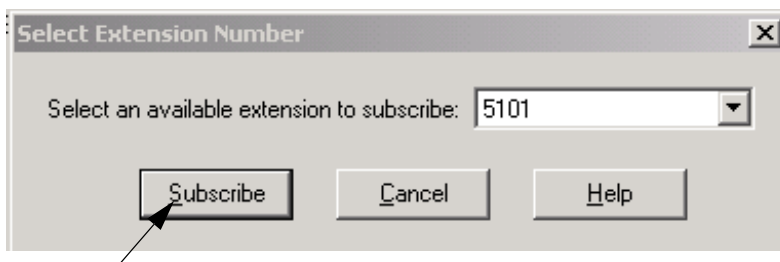 Select Extension Number
Select an available extension to subscribe: 5101
Subscribe Cancel Help